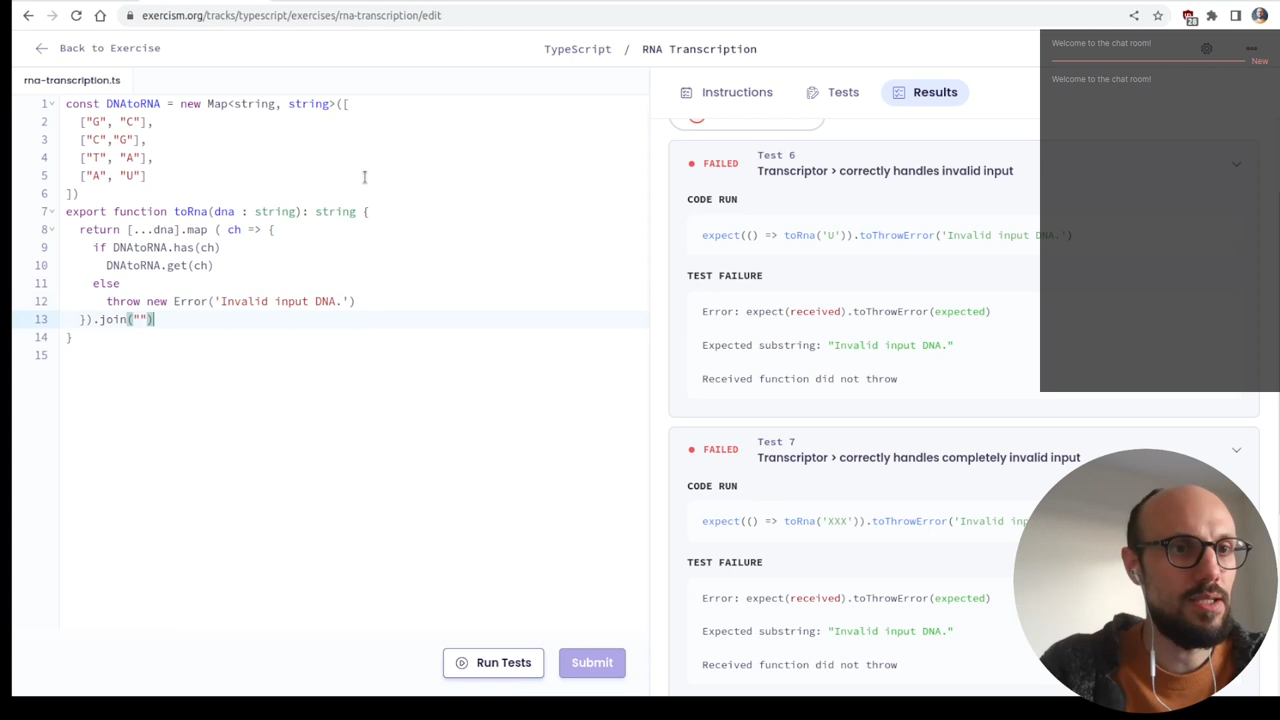 exercism.org/tracks/typescript/exercises/rna-transcription/edit
28
Back to Exercise
TypeScript / RNA Transcription
Welcome to the chat room!
New
Welcome to the chat room!
rna-transcription.ts
1 const DNAtoRNA = new Map<string, string>([
2 ["G", "C"],
3 ["C","G"],
4 ["T", "A"],
5 ["A", "U"]
6 ])
7 export function toRna(dna : string): string {
8 return [...dna].map ( ch => {
9 if DNAtoRNA.has(ch)
10 DNAtoRNA.get(ch)
11 else
12 throw new Error('Invalid input DNA.')
13 }).join("")
14 }
15
Run Tests
Submit
Instructions
Tests
Results
FAILED
Test 6
Transcriptor > correctly handles invalid input
CODE RUN
expect(() => toRna('U')).toThrowError('Invalid input DNA.')
TEST FAILURE
Error: expect(received).toThrowError(expected)
Expected substring: "Invalid input DNA."
Received function did not throw
FAILED
Test 7
Transcriptor > correctly handles completely invalid input
CODE RUN
expect(() => toRna('XXX')).toThrowError('Invalid
TEST FAILURE
Error: expect(received).toThrowError(expected)
Expected substring: "Invalid input DNA."
Received function did not throw